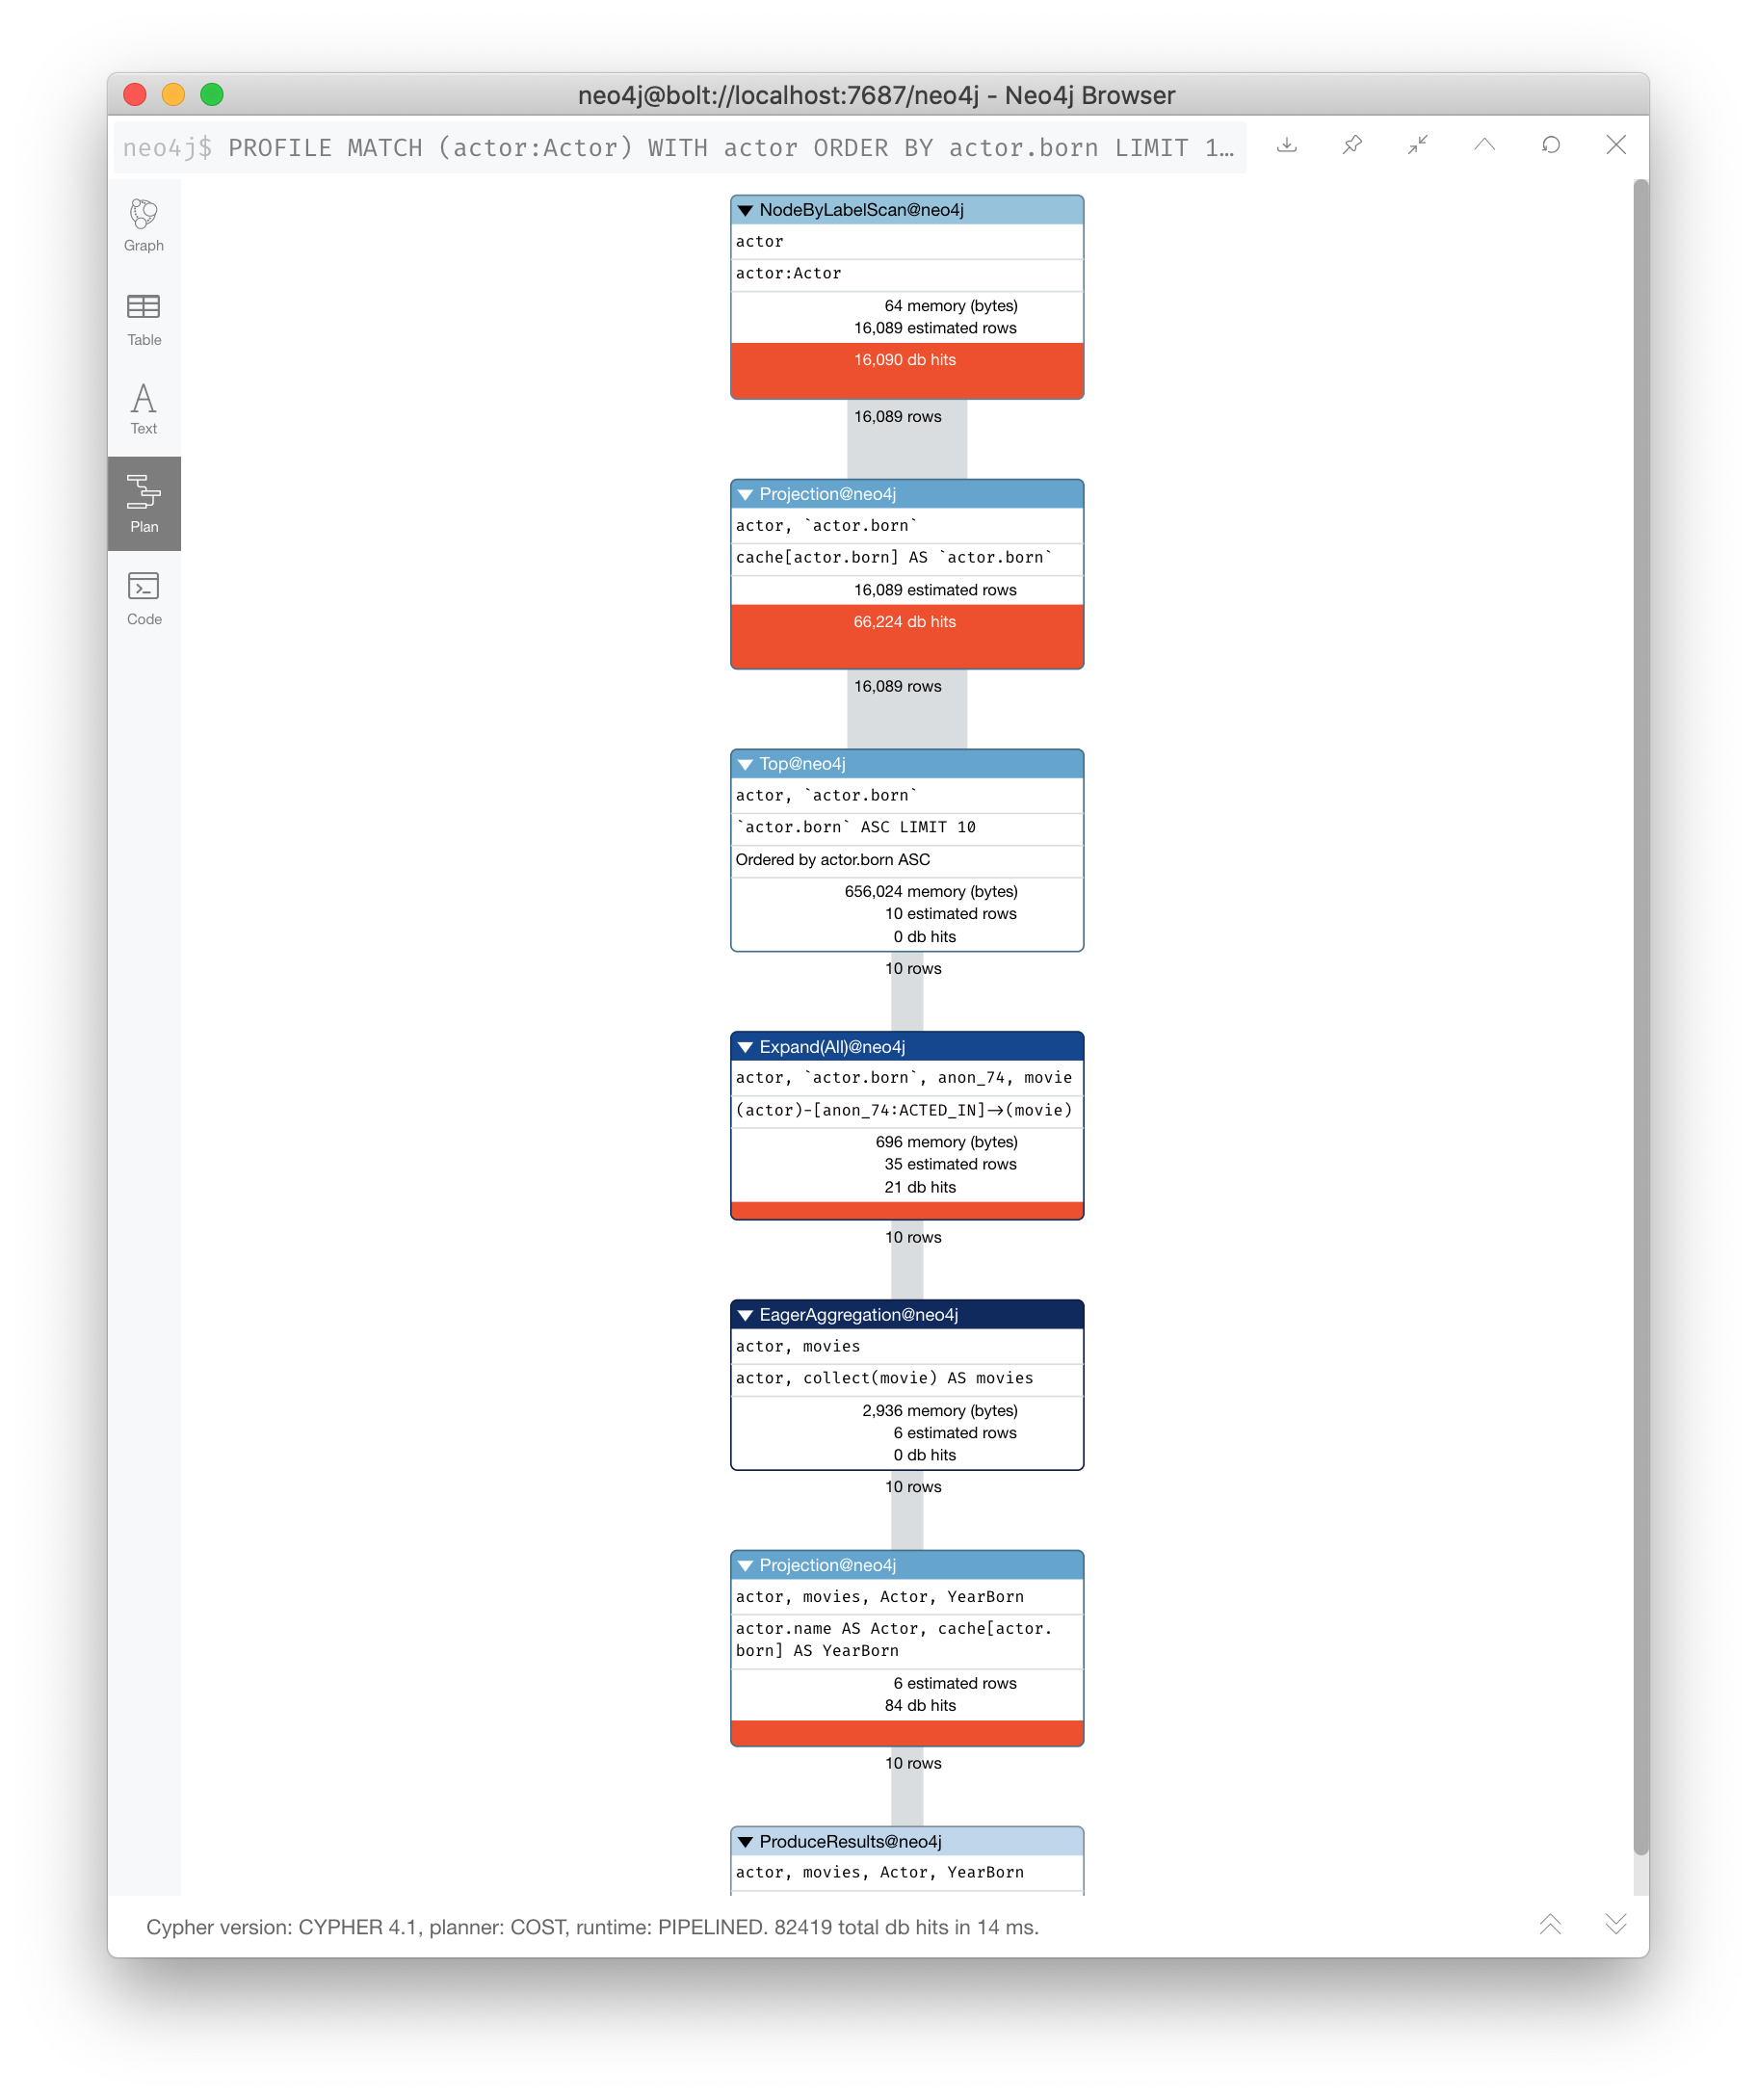 neo4j@bolt://localhost:7687/neo4j - Neo4j Browser
neo4j$ PROFILE MATCH (actor:Actor) WITH actor ORDER BY actor.born LIMIT 1…
Graph
Table
Text
Plan
Code
NodeByLabelScan@neo4j
actor
actor:Actor
64 memory (bytes)
16,089 estimated rows
16,090 db hits
16,089 rows
Projection@neo4j
actor, `actor.born`
cache[actor.born] AS `actor.born`
16,089 estimated rows
66,224 db hits
16,089 rows
Top@neo4j
actor, `actor.born`
`actor.born` ASC LIMIT 10
Ordered by actor.born ASC
656,024 memory (bytes)
10 estimated rows
0 db hits
10 rows
Expand(All)@neo4j
actor, `actor.born`, anon_74, movie
(actor)-[anon_74:ACTED_IN]->(movie)
696 memory (bytes)
35 estimated rows
21 db hits
10 rows
EagerAggregation@neo4j
actor, movies
actor, collect(movie) AS movies
2,936 memory (bytes)
6 estimated rows
0 db hits
10 rows
Projection@neo4j
actor, movies, Actor, YearBorn
actor.name AS Actor, cache[actor.
born] AS YearBorn
6 estimated rows
84 db hits
10 rows
ProduceResults@neo4j
actor, movies, Actor, YearBorn
Cypher version: CYPHER 4.1, planner: COST, runtime: PIPELINED. 82419 total db hits in 14 ms.